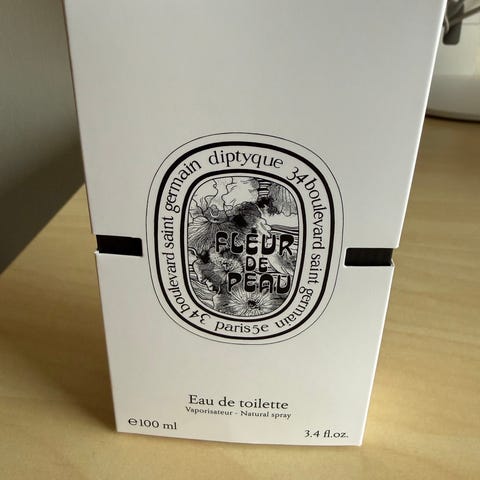 diptyque 34 boulevard saint germain paris 5e 34 boulevard saint germain
FLEUR
DE
PEAU
Eau de toilette
Vaporisateur - Natural spray
e 100 ml
3.4 fl.oz.